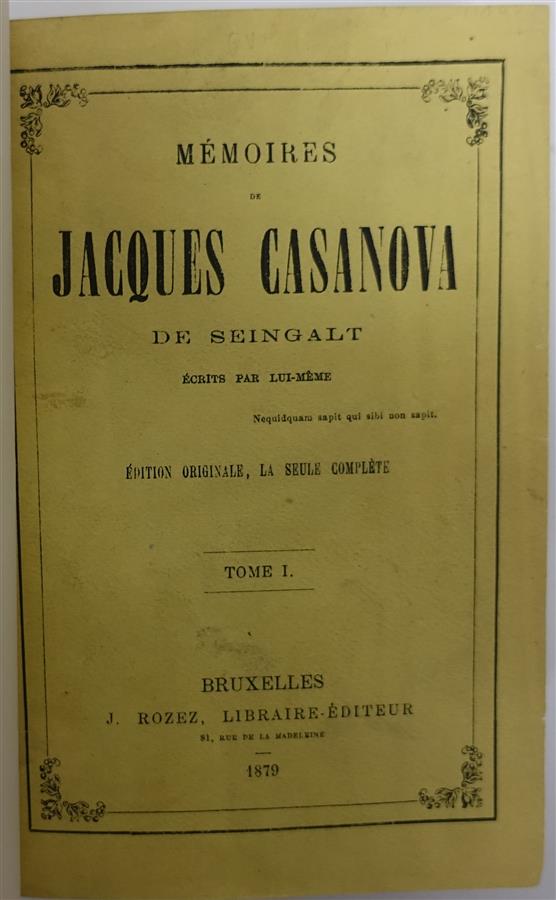 MÉMOIRES
DE
JACQUES CASANOVA
DE SEINGALT
ÉCRITS PAR LUI-MÊME
Nequidquam sapit qui sibi non sapit.
ÉDITION ORIGINALE, LA SEULE COMPLÈTE
TOME I.
BRUXELLES
J. ROZEZ, LIBRAIRE-ÉDITEUR
81, RUE DE LA MADELEINE
1879